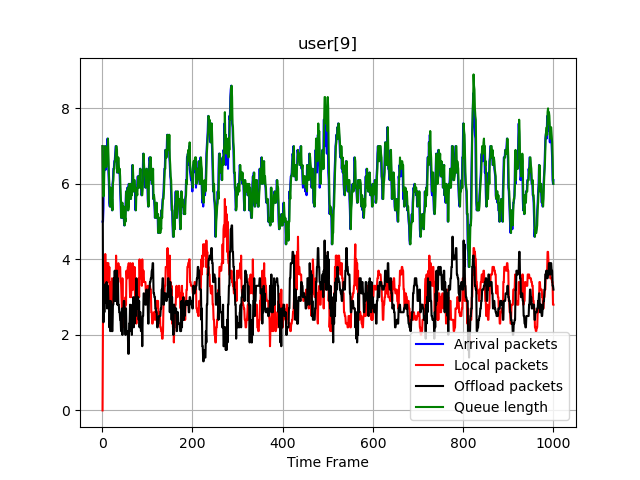 user[9]
8
6
4
2
0
0 200 400 600 800 1000
Time Frame
Arrival packets
Local packets
Offload packets
Queue length